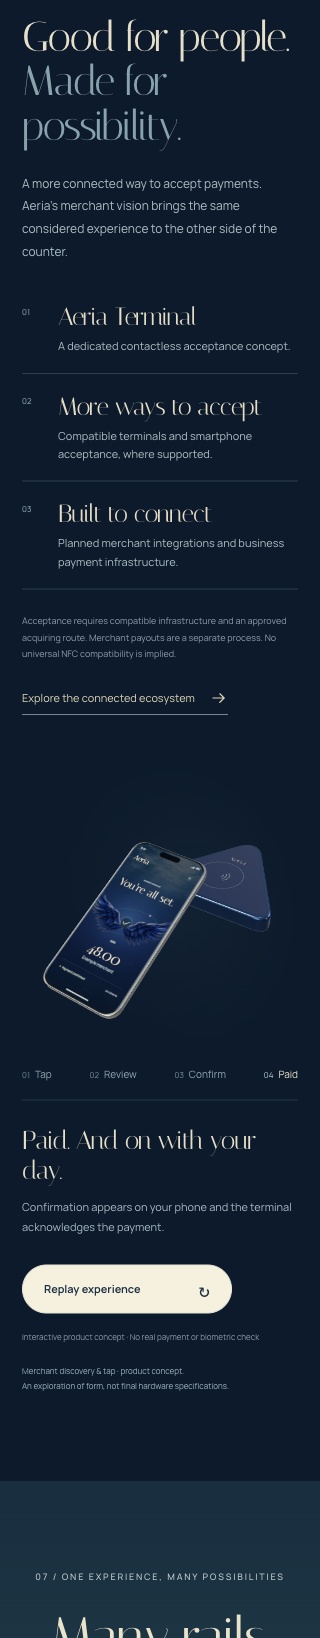 Good for people.
Made for
possibility.
A more connected way to accept payments.
Aeria's merchant vision brings the same
considered experience to the other side of the
counter.
01 Aeria Terminal
A dedicated contactless acceptance concept.
02 More ways to accept
Compatible terminals and smartphone
acceptance, where supported.
03 Built to connect
Planned merchant integrations and business
payment infrastructure.
Acceptance requires compatible infrastructure and an approved
acquiring route. Merchant payouts are a separate process. No
universal NFC compatibility is implied.
Explore the connected ecosystem →
Aeria
You're all set.
48.00
01 Tap 02 Review 03 Confirm 04 Paid
Paid. And on with your
day.
Confirmation appears on your phone and the terminal
acknowledges the payment.
Replay experience ↻
Interactive product concept · No real payment or biometric check
Merchant discovery & tap · product concept.
An exploration of form, not final hardware specifications.
07 / ONE EXPERIENCE, MANY POSSIBILITIES
Many rails